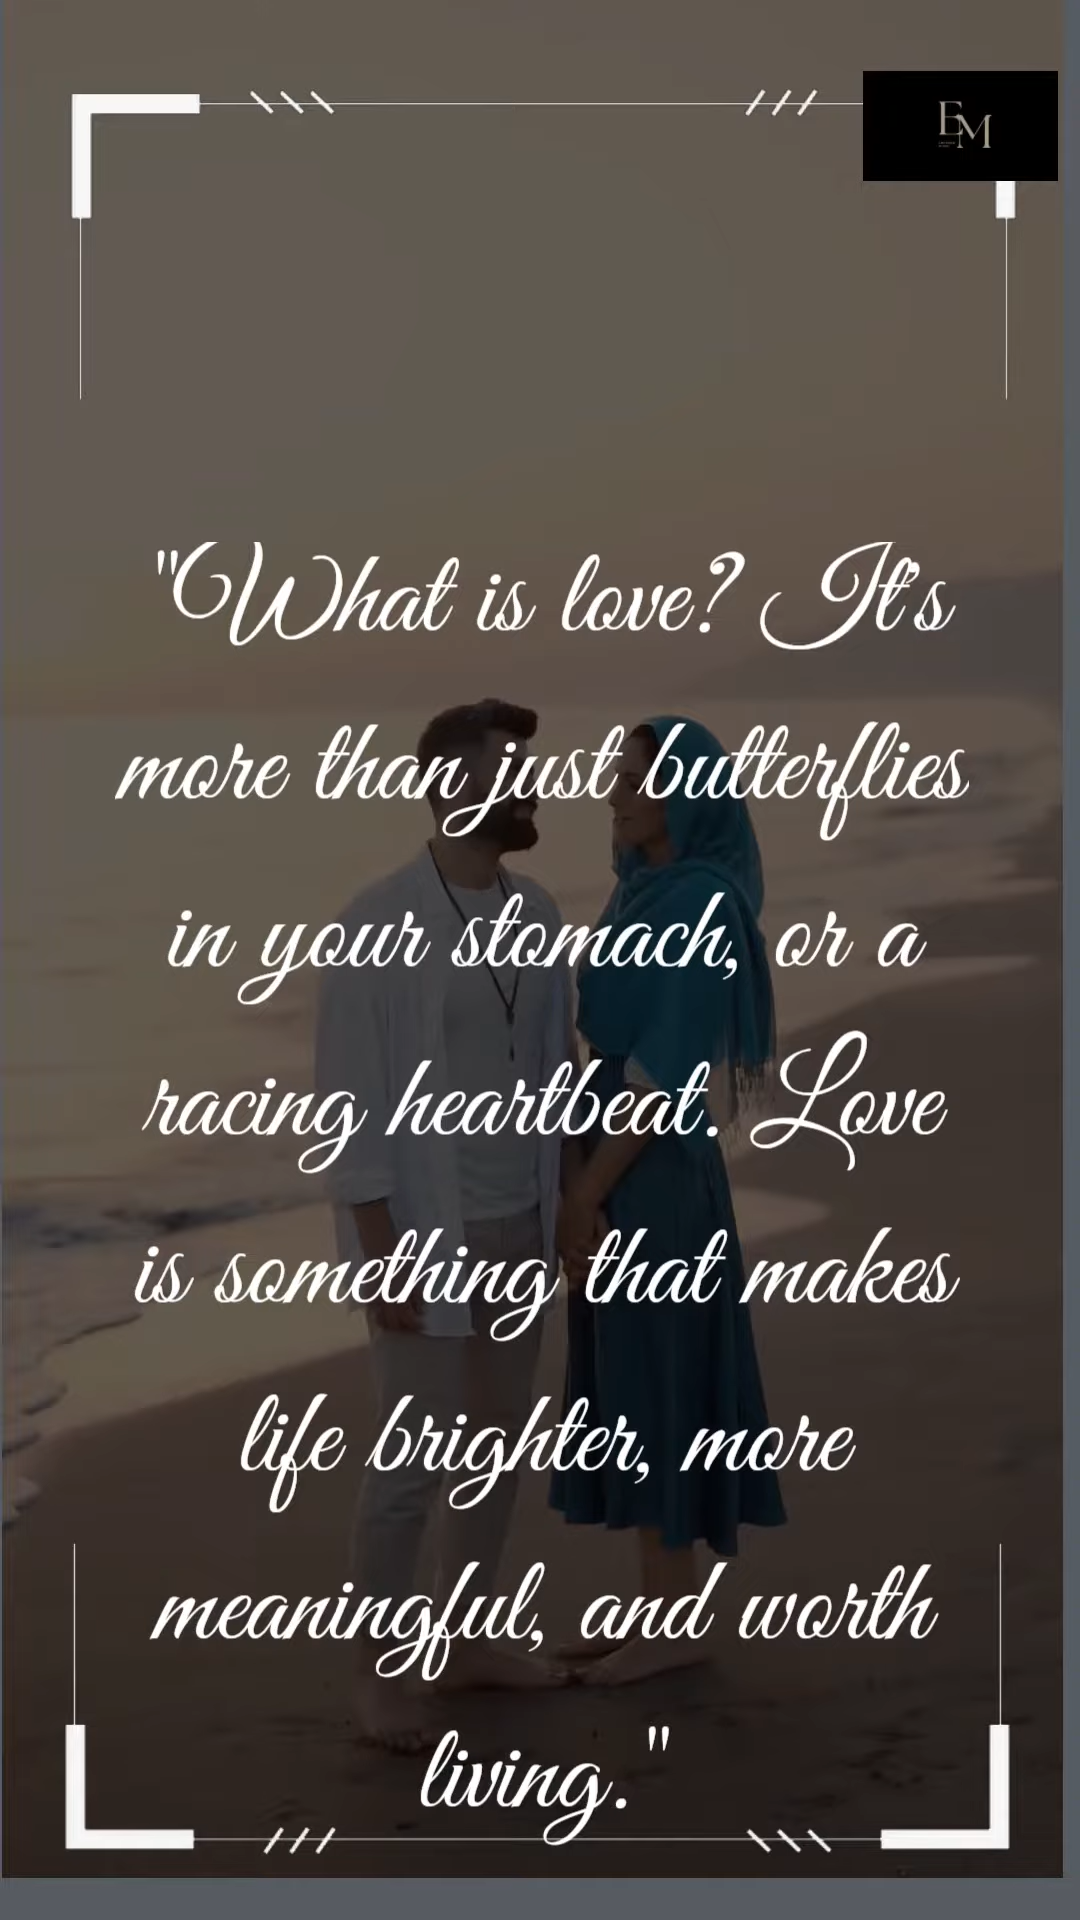 EM
"What is love? It's
more than just butterflies
in your stomach, or a
racing heartbeat. Love
is something that makes
life brighter, more
meaningful, and worth
living."